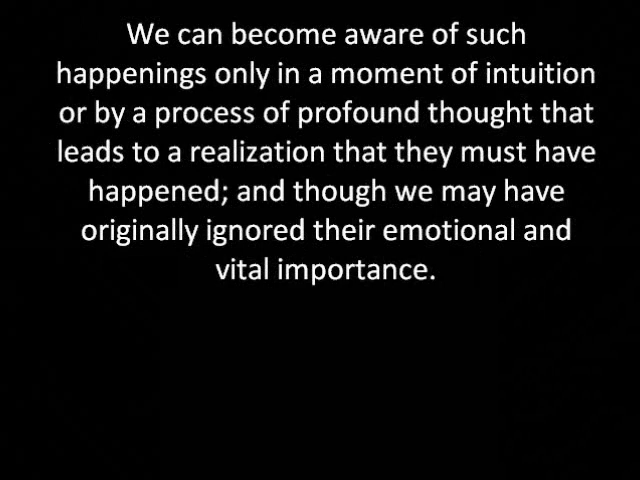 We can become aware of such
happenings only in a moment of intuition
or by a process of profound thought that
leads to a realization that they must have
happened; and though we may have
originally ignored their emotional and
vital importance.